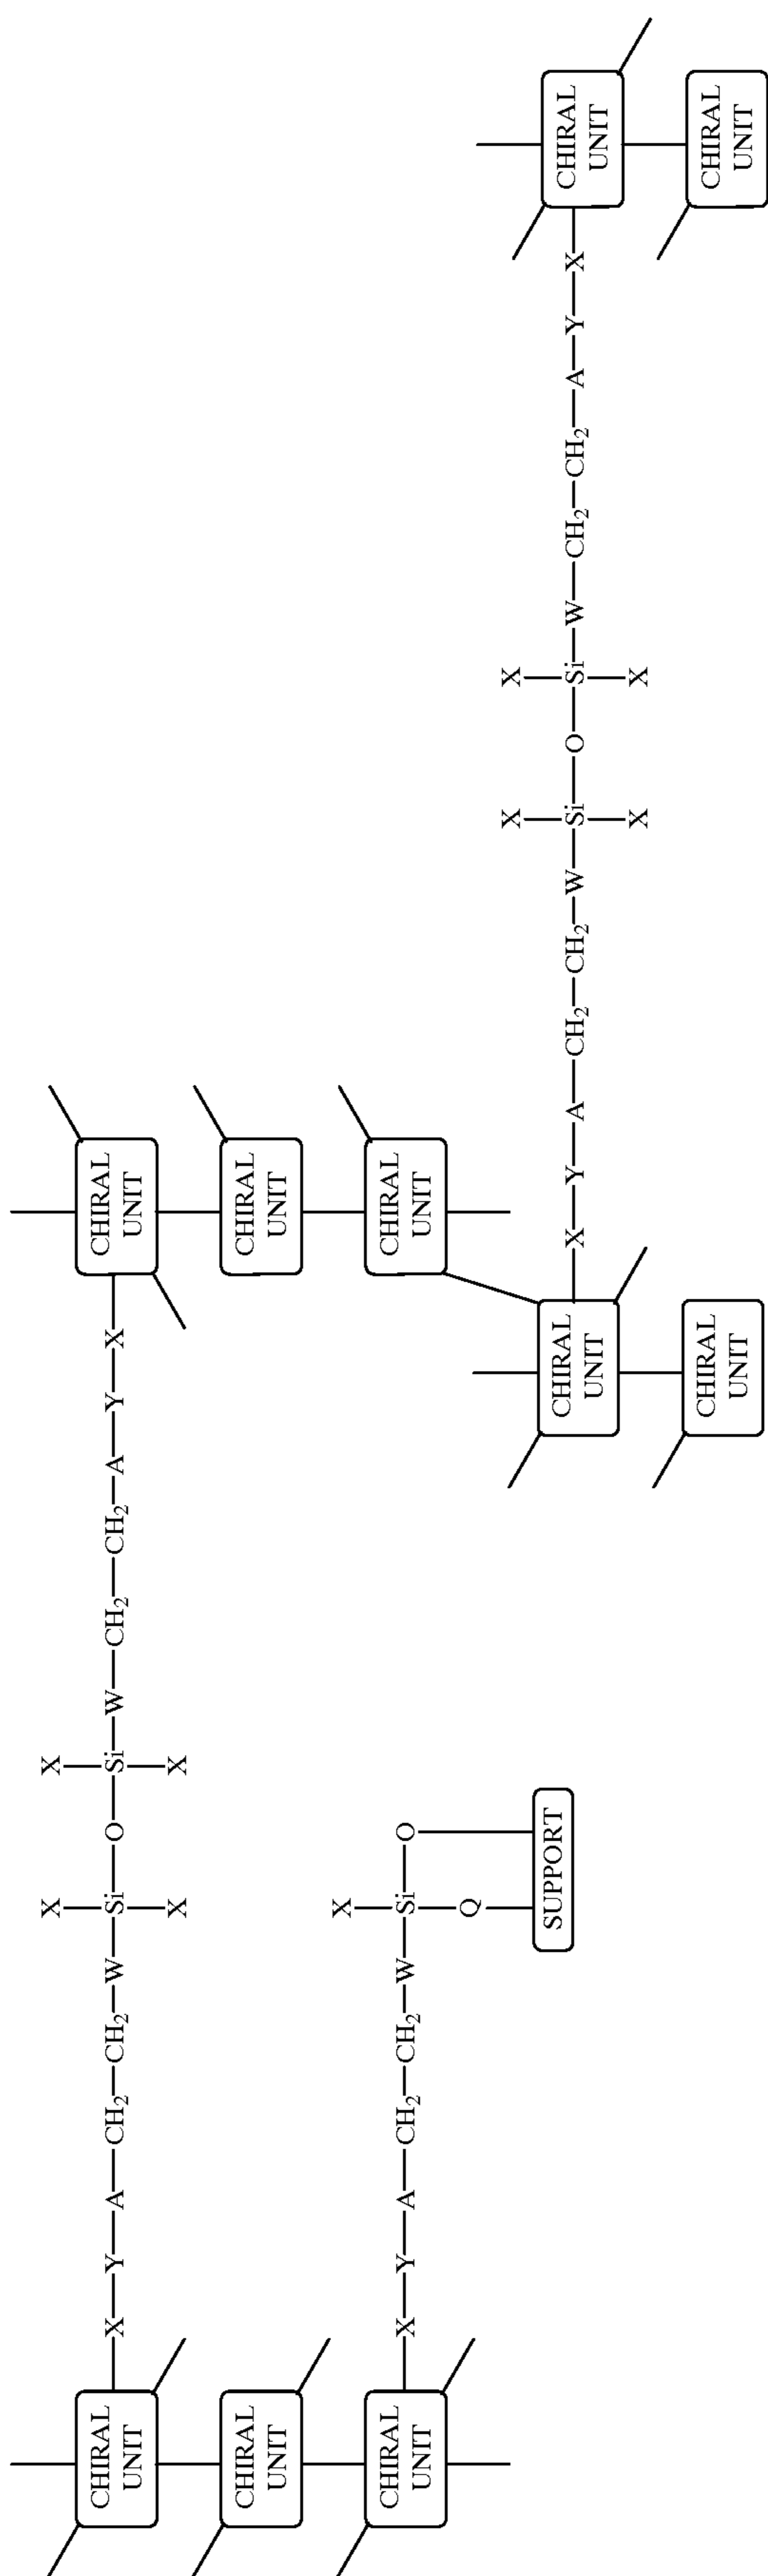 X X
CHIRAL
UNIT
X—Y—A—CH₂—CH₂—W—Si—O—Si—W—CH₂—CH₂—A—Y—X
CHIRAL
UNIT
X X
CHIRAL
UNIT
CHIRAL
UNIT
X
CHIRAL
UNIT
X—Y—A—CH₂—CH₂—W—Si—O
CHIRAL
UNIT
Q
SUPPORT
X X
CHIRAL
UNIT
X—Y—A—CH₂—CH₂—W—Si—O—Si—W—CH₂—CH₂—A—Y—X
CHIRAL
UNIT
X X
CHIRAL
UNIT
CHIRAL
UNIT